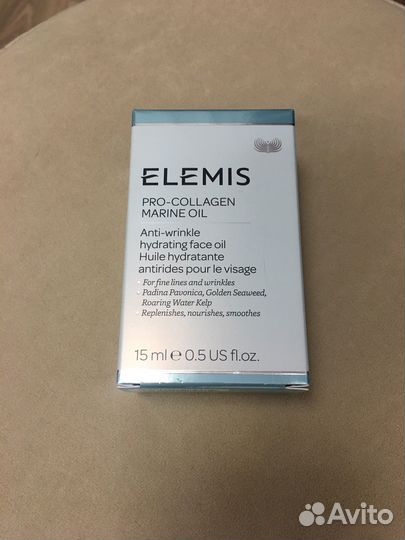 ELEMIS
PRO-COLLAGEN
MARINE OIL
Anti-wrinkle
hydrating face oil
Huile hydratante
antirides pour le visage
· For fine lines and wrinkles
· Padina Pavonica, Golden Seaweed,
Roaring Water Kelp
· Replenishes, nourishes, smoothes
15 ml ℮ 0.5 US fl.oz.
Avito